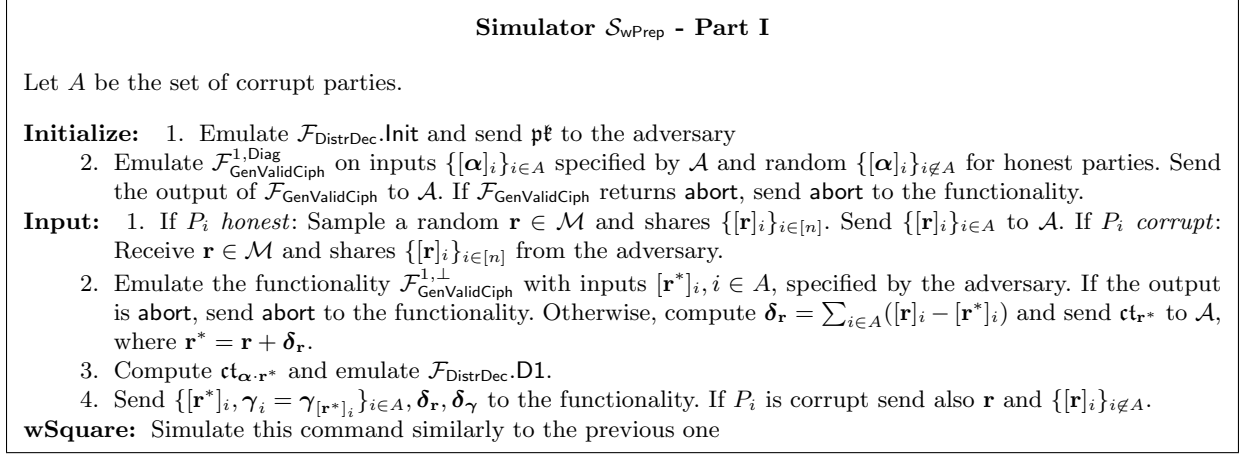 Simulator 𝒮_wPrep - Part I
Let A be the set of corrupt parties.
Initialize: 1. Emulate ℱ_DistrDec.Init and send 𝔭𝔨 to the adversary
2. Emulate ℱ^{1,Diag}_GenValidCiph on inputs {[𝜶]_i}_{i∈A} specified by 𝒜 and random {[𝜶]_i}_{i∉A} for honest parties. Send
the output of ℱ_GenValidCiph to 𝒜. If ℱ_GenValidCiph returns abort, send abort to the functionality.
Input: 1. If P_i honest: Sample a random 𝐫 ∈ ℳ and shares {[𝐫]_i}_{i∈[n]}. Send {[𝐫]_i}_{i∈A} to 𝒜. If P_i corrupt:
Receive 𝐫 ∈ ℳ and shares {[𝐫]_i}_{i∈[n]} from the adversary.
2. Emulate the functionality ℱ^{1,⊥}_GenValidCiph with inputs [𝐫*]_i, i ∈ A, specified by the adversary. If the output
is abort, send abort to the functionality. Otherwise, compute 𝜹_𝐫 = ∑_{i∈A}([𝐫]_i − [𝐫*]_i) and send 𝔠𝔱_{𝐫*} to 𝒜,
where 𝐫* = 𝐫 + 𝜹_𝐫.
3. Compute 𝔠𝔱_{𝜶·𝐫*} and emulate ℱ_DistrDec.D1.
4. Send {[𝐫*]_i, 𝜸_i = 𝜸_{[𝐫*]_i}}_{i∈A}, 𝜹_𝐫, 𝜹_𝜸 to the functionality. If P_i is corrupt send also 𝐫 and {[𝐫]_i}_{i∉A}.
wSquare: Simulate this command similarly to the previous one